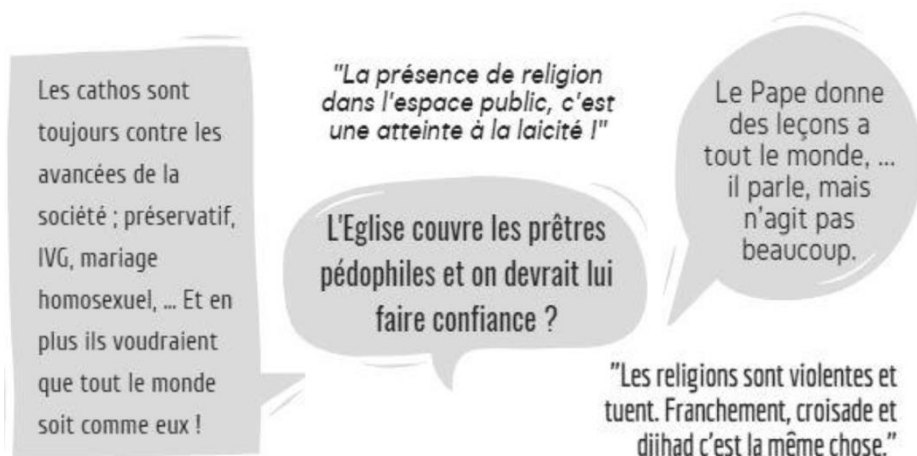 Les cathos sont
toujours contre les
avancées de la
société ; préservatif,
IVG, mariage
homosexuel, ... Et en
plus ils voudraient
que tout le monde
soit comme eux !
"La présence de religion
dans l'espace public, c'est
une atteinte à la laicité !"
L'Eglise couvre les prêtres
pédophiles et on devrait lui
faire confiance ?
Le Pape donne
des leçons a
tout le monde, ...
il parle, mais
n'agit pas
beaucoup.
"Les religions sont violentes et
tuent. Franchement, croisade et
djihad c'est la même chose."